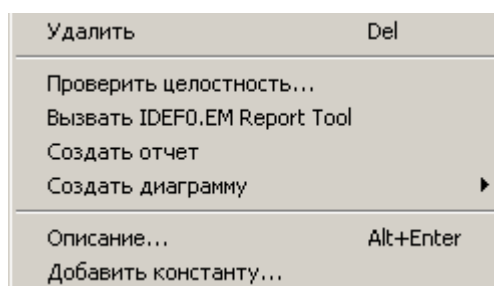 Удалить Del
Проверить целостность...
Вызвать IDEF0.EM Report Tool
Создать отчет
Создать диаграмму
Описание... Alt+Enter
Добавить константу...